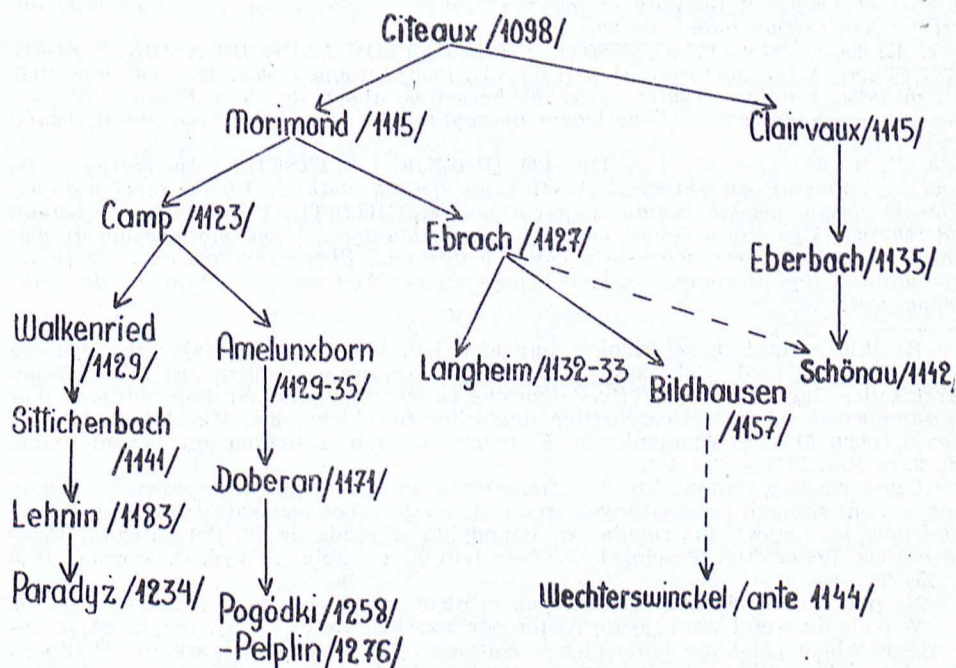 Citeaux /1098/
Morimond /1115/
Clairvaux/1115/
Camp/1123/
Ebrach /1127/
Eberbach/1135/
Walkenried
/1129/
Amelunxborn
/1129-35/
Langheim/1132-33
Bildhausen
/1157/
Schönau/1142/
Sittichenbach
/1141/
Doberan/1171/
Lehnin /1183/
Paradyż/1234/
Pogódki/1258/
-Pelplin/1276/
Wechterswinckel/ante 1144/